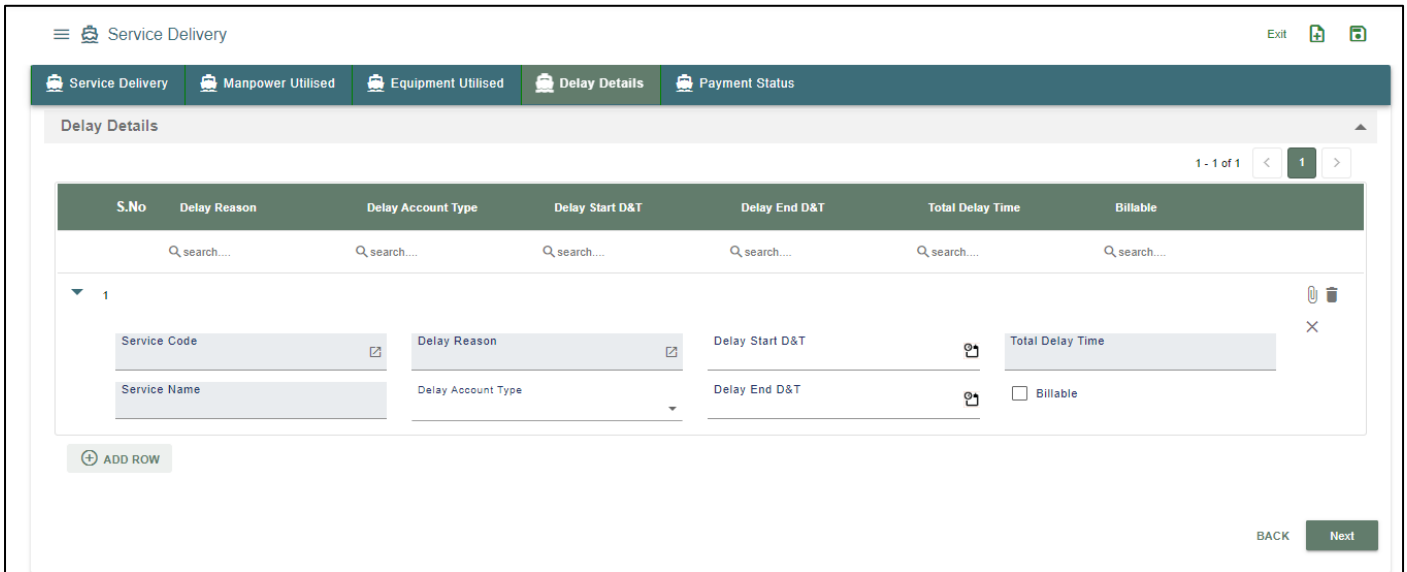 Service Delivery Exit
Service Delivery Manpower Utilised Equipment Utilised Delay Details Payment Status
Delay Details
1 - 1 of 1 < 1 >
S.No Delay Reason Delay Account Type Delay Start D&T Delay End D&T Total Delay Time Billable
search.... search.... search.... search.... search.... search....
1
Service Code Delay Reason Delay Start D&T Total Delay Time
Service Name Delay Account Type Delay End D&T Billable
ADD ROW
BACK Next